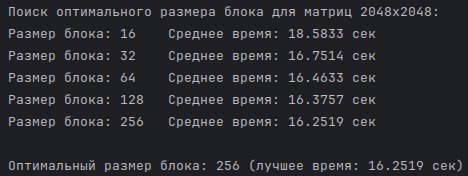 Поиск оптимального размера блока для матриц 2048x2048:
Размер блока: 16    Среднее время: 18.5833 сек
Размер блока: 32    Среднее время: 16.7514 сек
Размер блока: 64    Среднее время: 16.4633 сек
Размер блока: 128   Среднее время: 16.3757 сек
Размер блока: 256   Среднее время: 16.2519 сек
Оптимальный размер блока: 256 (лучшее время: 16.2519 сек)